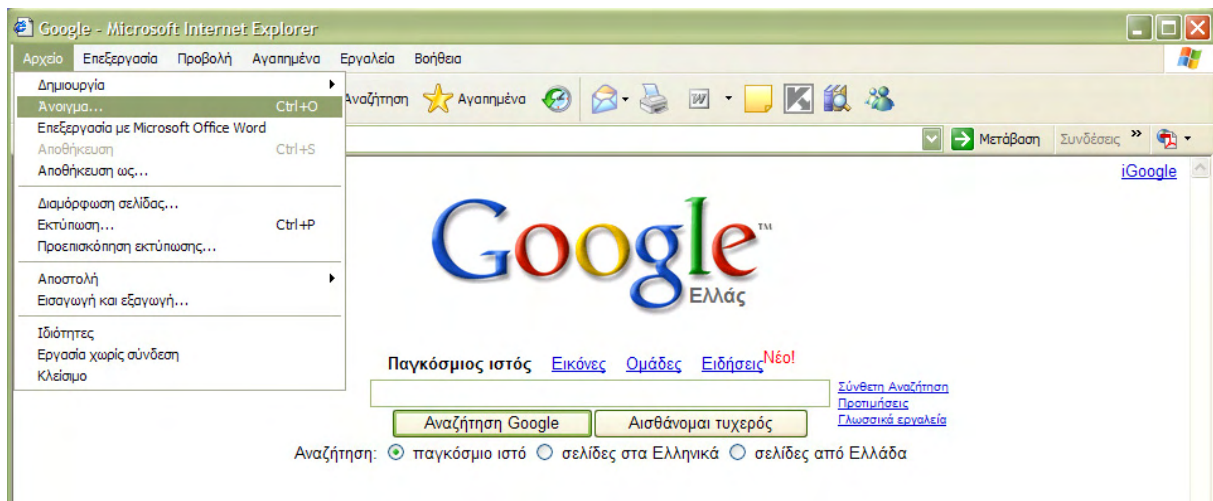 Google - Microsoft Internet Explorer
Αρχείο Επεξεργασία Προβολή Αγαπημένα Εργαλεία Βοήθεια
Δημιουργία
Άνοιγμα... Ctrl+O
Επεξεργασία με Microsoft Office Word
Αποθήκευση Ctrl+S
Αποθήκευση ως...
Διαμόρφωση σελίδας...
Εκτύπωση... Ctrl+P
Προεπισκόπηση εκτύπωσης...
Αποστολή
Εισαγωγή και εξαγωγή...
Ιδιότητες
Εργασία χωρίς σύνδεση
Κλείσιμο
Αναζήτηση Αγαπημένα W K
Μετάβαση Συνδέσεις »
iGoogle
Google™
Ελλάς
Παγκόσμιος ιστός Εικόνες Ομάδες Ειδήσεις Νέο!
Σύνθετη Αναζήτηση
Προτιμήσεις
Γλωσσικά εργαλεία
Αναζήτηση Google Αισθάνομαι τυχερός
Αναζήτηση: παγκόσμιο ιστό σελίδες στα Ελληνικά σελίδες από Ελλάδα